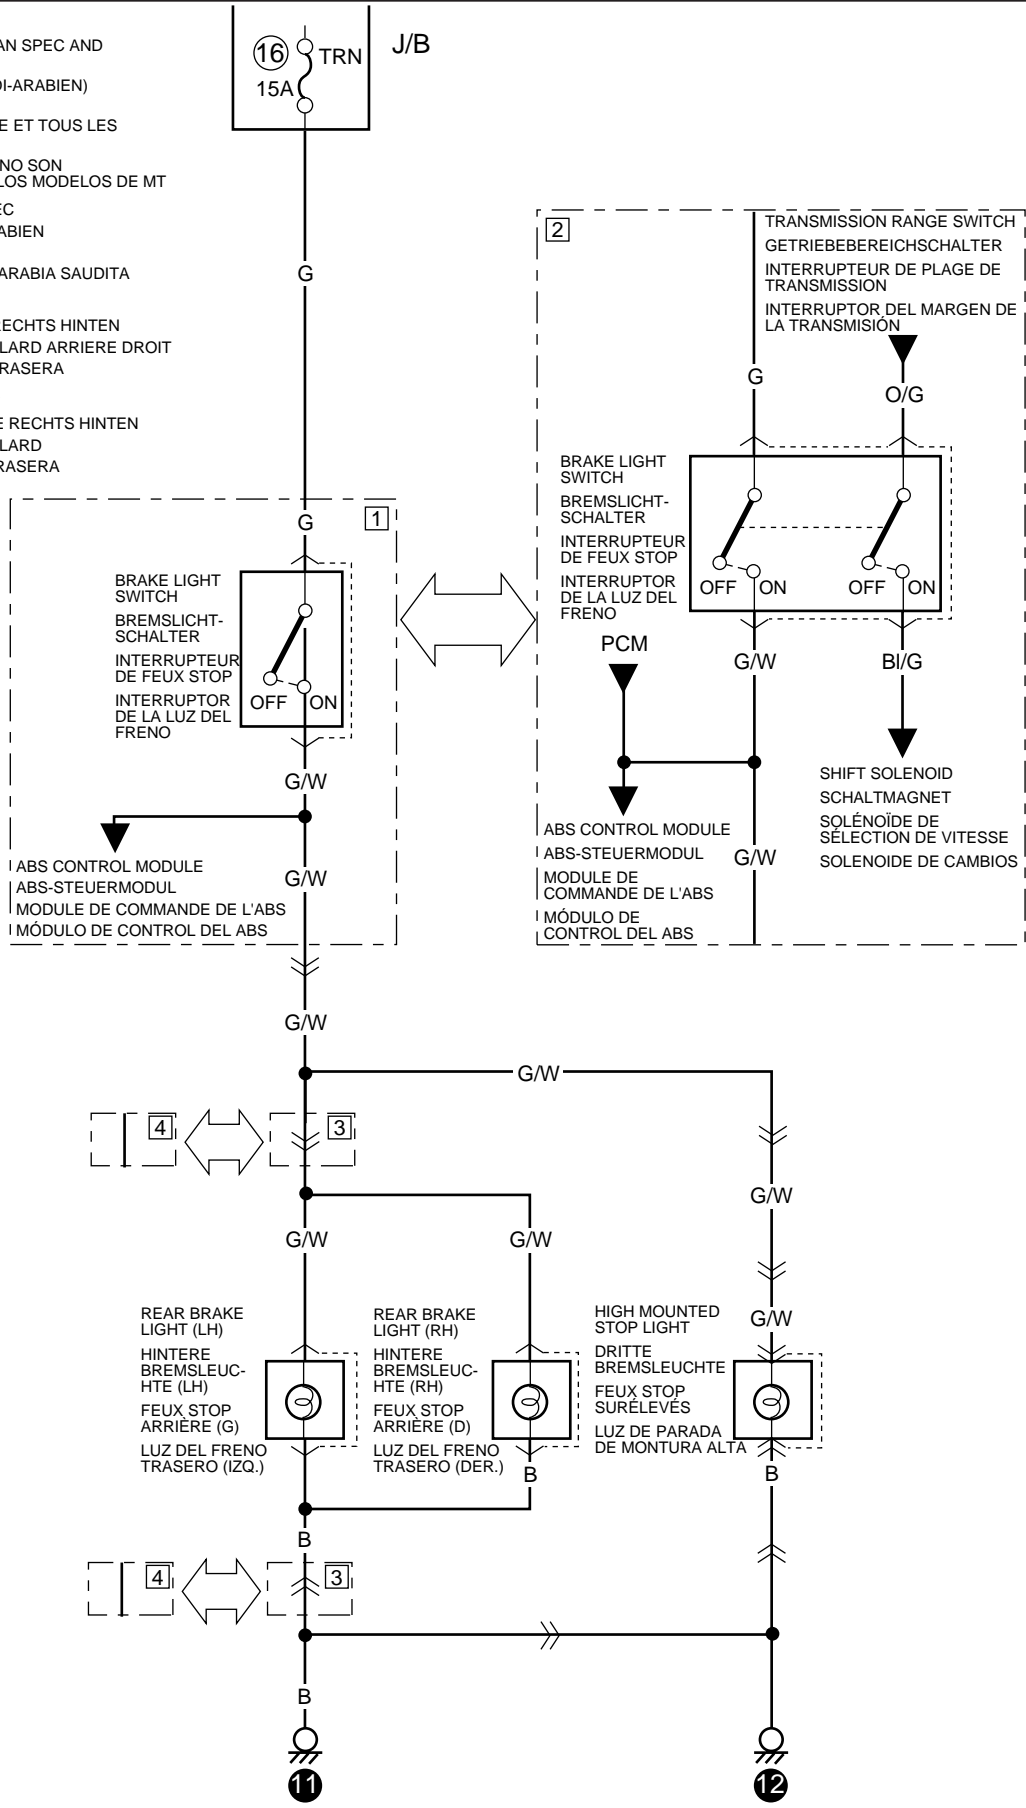 AN SPEC AND
DI-ARABIEN)
E ET TOUS LES
NO SON
LOS MODELOS DE MT
EC
ABIEN
ARABIA SAUDITA
RECHTS HINTEN
LARD ARRIERE DROIT
RASERA
E RECHTS HINTEN
LARD
RASERA
16
TRN
15A
J/B
G
G
1
BRAKE LIGHT
SWITCH
BREMSLICHT-
SCHALTER
INTERRUPTEUR
DE FEUX STOP
INTERRUPTOR
DE LA LUZ DEL
FRENO
OFF
ON
G/W
ABS CONTROL MODULE
ABS-STEUERMODUL
MODULE DE COMMANDE DE L'ABS
MÓDULO DE CONTROL DEL ABS
G/W
2
TRANSMISSION RANGE SWITCH
GETRIEBEBEREICHSCHALTER
INTERRUPTEUR DE PLAGE DE
TRANSMISSION
INTERRUPTOR DEL MARGEN DE
LA TRANSMISIÓN
G
O/G
BRAKE LIGHT
SWITCH
BREMSLICHT-
SCHALTER
INTERRUPTEUR
DE FEUX STOP
INTERRUPTOR
DE LA LUZ DEL
FRENO
OFF
ON
OFF
ON
PCM
G/W
Bl/G
ABS CONTROL MODULE
ABS-STEUERMODUL
MODULE DE
COMMANDE DE L'ABS
MÓDULO DE
CONTROL DEL ABS
G/W
SHIFT SOLENOID
SCHALTMAGNET
SOLÉNOÏDE DE
SÉLECTION DE VITESSE
SOLENOIDE DE CAMBIOS
G/W
G/W
4
3
G/W
G/W
G/W
G/W
REAR BRAKE
LIGHT (LH)
HINTERE
BREMSLEUC-
HTE (LH)
FEUX STOP
ARRIÈRE (G)
LUZ DEL FRENO
TRASERO (IZQ.)
REAR BRAKE
LIGHT (RH)
HINTERE
BREMSLEUC-
HTE (RH)
FEUX STOP
ARRIÈRE (D)
LUZ DEL FRENO
TRASERO (DER.)
HIGH MOUNTED
STOP LIGHT
DRITTE
BREMSLEUCHTE
FEUX STOP
SURÉLEVÉS
LUZ DE PARADA
DE MONTURA ALTA
B
B
B
4
3
B
11
12